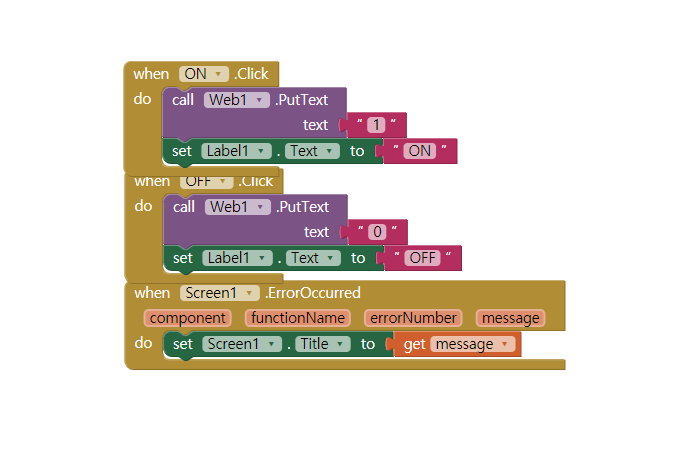 when ON .Click
do call Web1 .PutText
text " 1 "
set Label1 . Text to " ON "
when OFF .Click
do call Web1 .PutText
text " 0 "
set Label1 . Text to " OFF "
when Screen1 .ErrorOccurred
component functionName errorNumber message
do set Screen1 . Title to get message